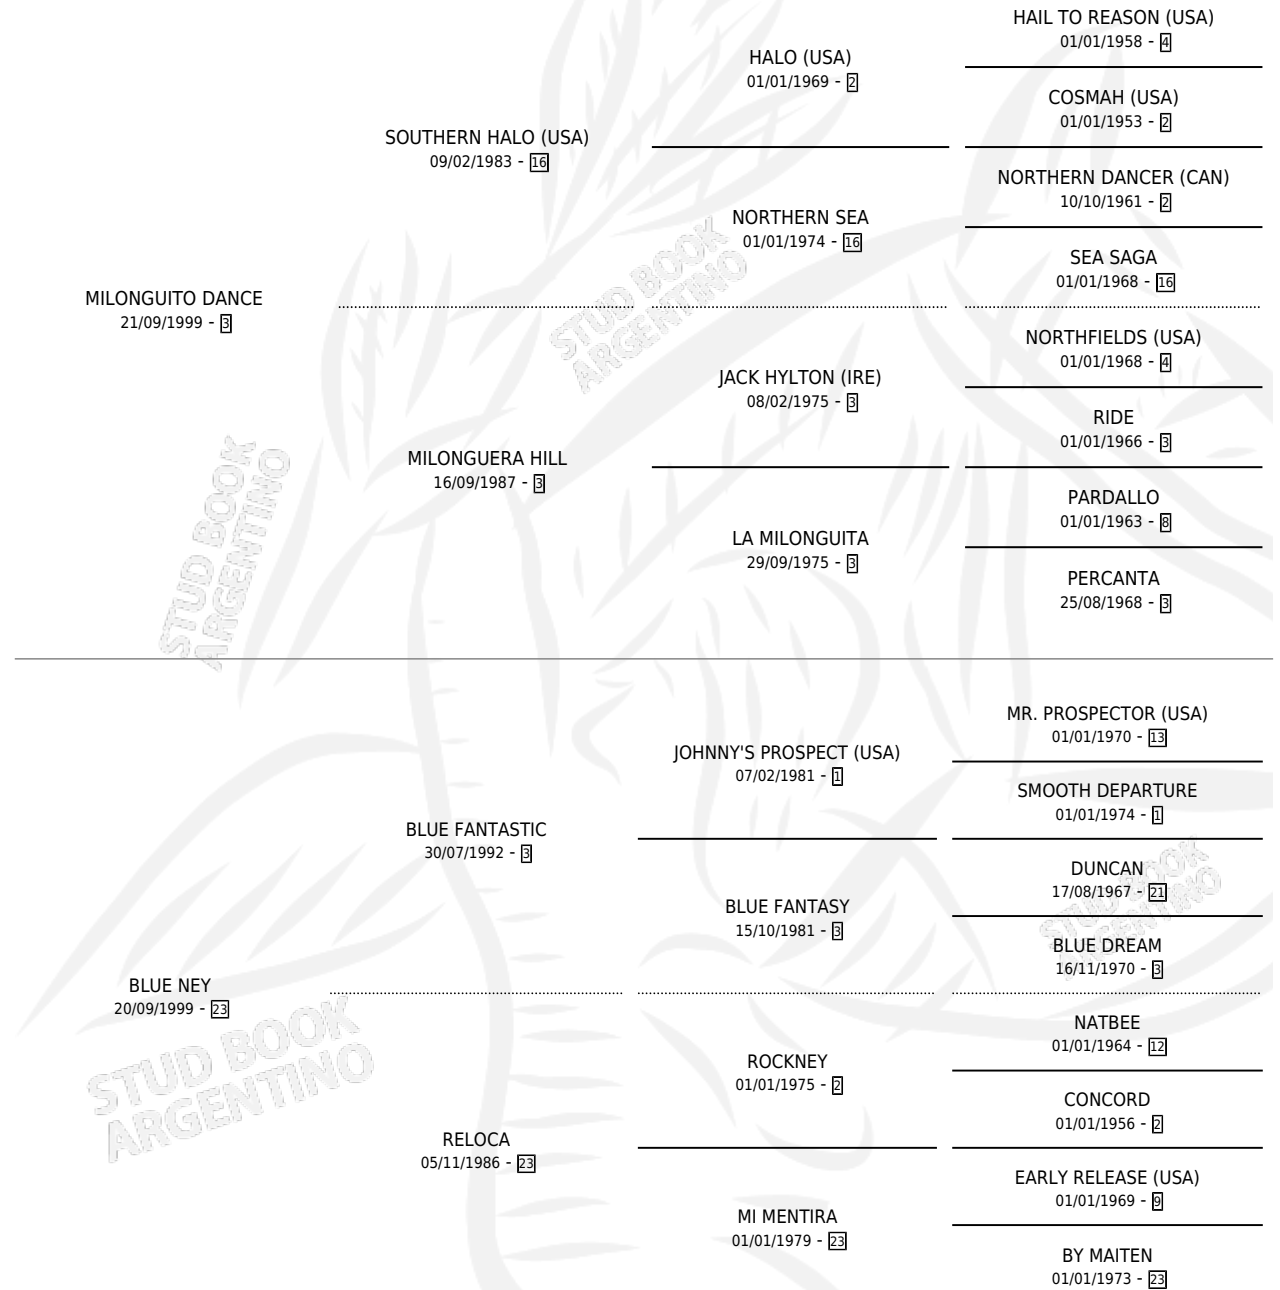 HAIL TO REASON (USA)
01/01/1958 - 4
HALO (USA)
01/01/1969 - 2
COSMAH (USA)
01/01/1953 - 2
SOUTHERN HALO (USA)
09/02/1983 - 16
NORTHERN DANCER (CAN)
10/10/1961 - 2
NORTHERN SEA
01/01/1974 - 16
SEA SAGA
01/01/1968 - 16
MILONGUITO DANCE
21/09/1999 - 3
NORTHFIELDS (USA)
01/01/1968 - 4
JACK HYLTON (IRE)
08/02/1975 - 3
RIDE
01/01/1966 - 3
MILONGUERA HILL
16/09/1987 - 3
PARDALLO
01/01/1963 - 8
LA MILONGUITA
29/09/1975 - 3
PERCANTA
25/08/1968 - 3
MR. PROSPECTOR (USA)
01/01/1970 - 13
JOHNNY'S PROSPECT (USA)
07/02/1981 - 1
SMOOTH DEPARTURE
01/01/1974 - 1
BLUE FANTASTIC
30/07/1992 - 3
DUNCAN
17/08/1967 - 21
BLUE FANTASY
15/10/1981 - 3
BLUE DREAM
16/11/1970 - 3
BLUE NEY
20/09/1999 - 23
NATBEE
01/01/1964 - 12
ROCKNEY
01/01/1975 - 2
CONCORD
01/01/1956 - 2
RELOCA
05/11/1986 - 23
EARLY RELEASE (USA)
01/01/1969 - 9
MI MENTIRA
01/01/1979 - 23
BY MAITEN
01/01/1973 - 23
STUD BOOK
ARGENTINO
STUD BOOK
ARGENTINO
STUD BOOK
ARGENTINO
STUD BOOK
ARGENTINO